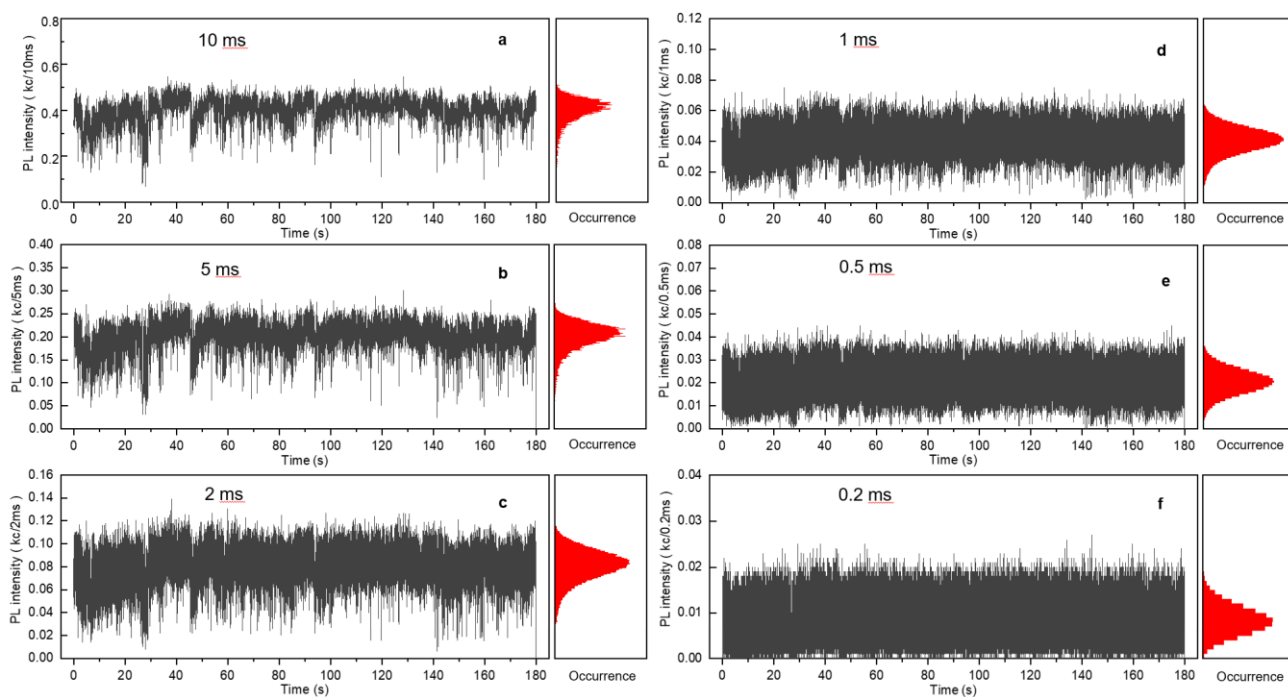 10 ms
a
0.8
0.6
0.4
0.2
0.0
PL intensity ( kc/10ms )
0 20 40 60 80 100 120 140 160 180
Time (s)
Occurrence
5 ms
b
0.40
0.35
0.30
0.25
0.20
0.15
0.10
0.05
0.00
PL intensity ( kc/5ms )
0 20 40 60 80 100 120 140 160 180
Time (s)
Occurrence
2 ms
c
0.16
0.14
0.12
0.10
0.08
0.06
0.04
0.02
0.00
PL intensity ( kc/2ms )
0 20 40 60 80 100 120 140 160 180
Time (s)
Occurrence
1 ms
d
0.12
0.10
0.08
0.06
0.04
0.02
0.00
PL intensity ( kc/1ms )
0 20 40 60 80 100 120 140 160 180
Time (s)
Occurrence
0.5 ms
e
0.08
0.07
0.06
0.05
0.04
0.03
0.02
0.01
0.00
PL intensity ( kc/0.5ms)
0 20 40 60 80 100 120 140 160 180
Time (s)
Occurrence
0.2 ms
f
0.04
0.03
0.02
0.01
0.00
PL intensity ( kc/0.2ms )
0 20 40 60 80 100 120 140 160 180
Time (s)
Occurrence